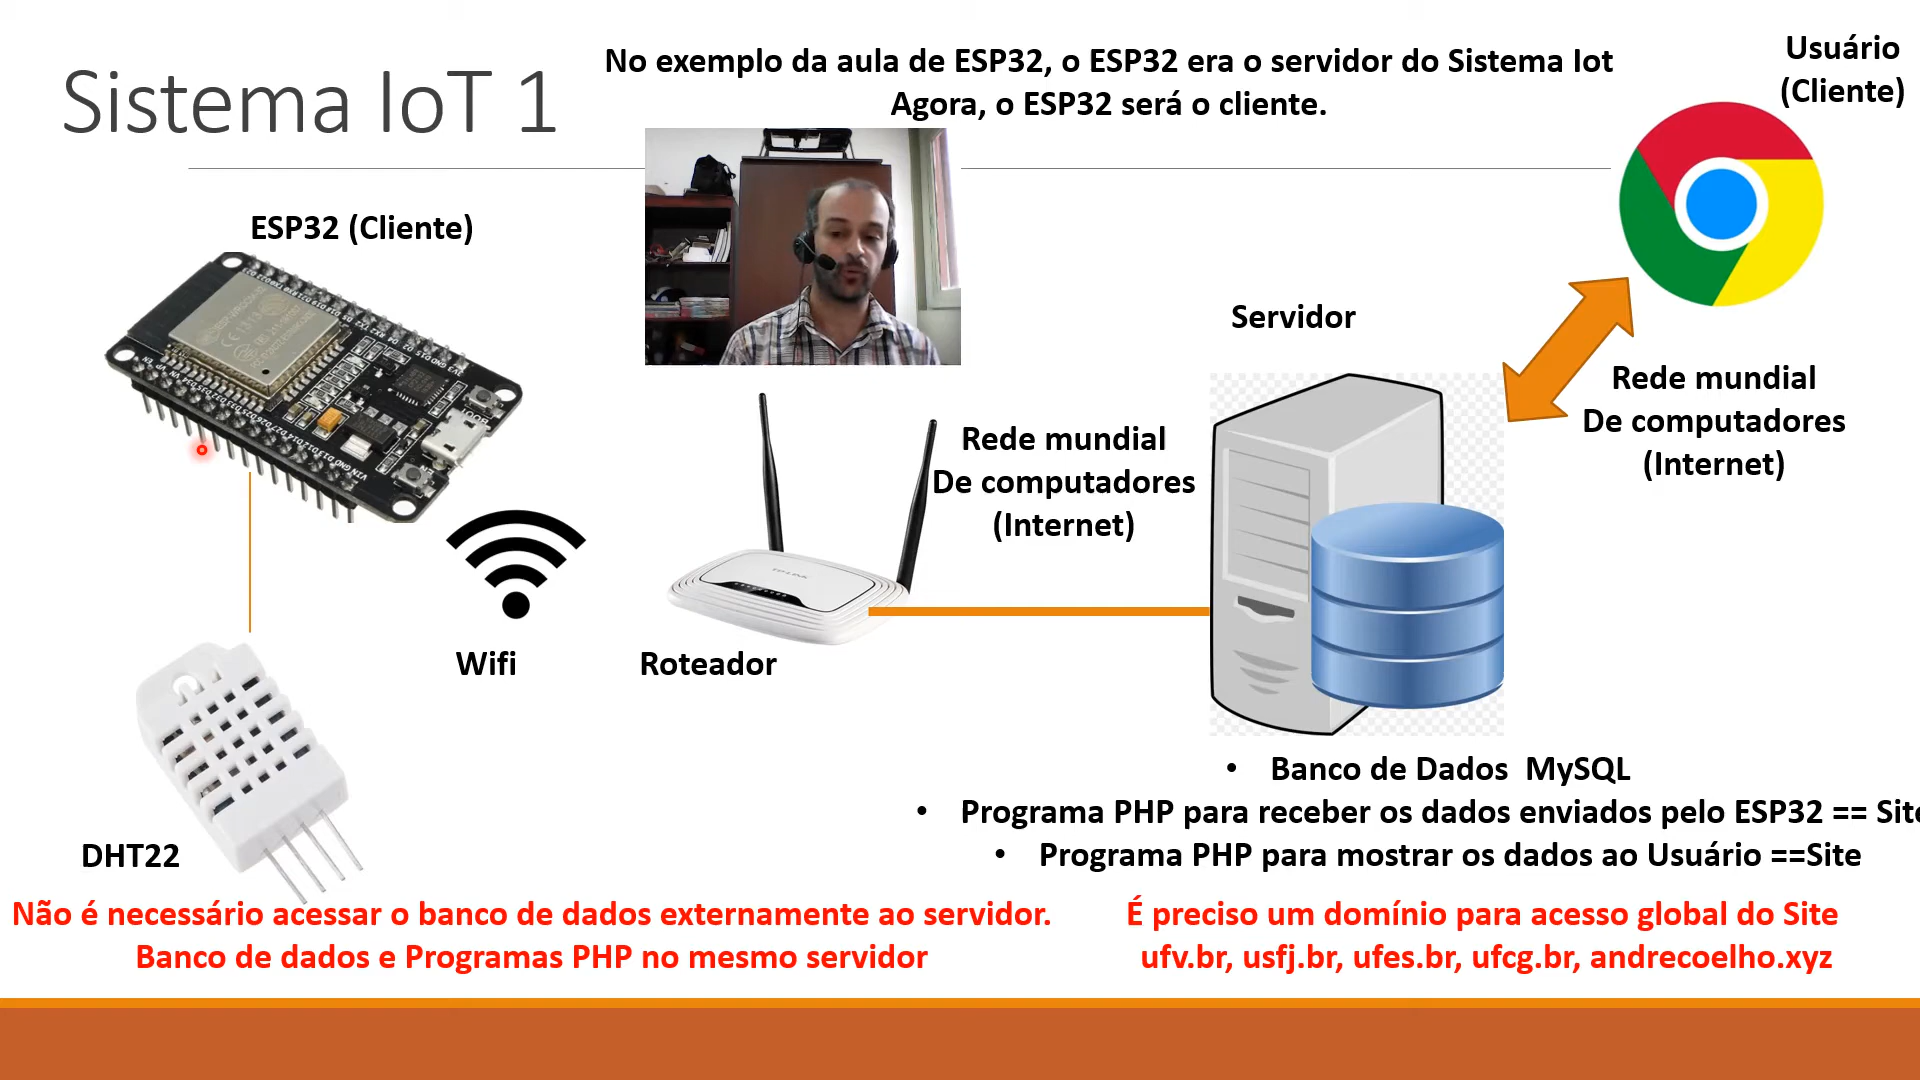 Sistema IoT 1
No exemplo da aula de ESP32, o ESP32 era o servidor do Sistema Iot
Agora, o ESP32 será o cliente.
Usuário
(Cliente)
ESP32 (Cliente)
Servidor
Rede mundial
De computadores
(Internet)
Rede mundial
De computadores
(Internet)
Wifi
Roteador
TP-LINK
DHT22
• Banco de Dados MySQL
• Programa PHP para receber os dados enviados pelo ESP32 == Site
• Programa PHP para mostrar os dados ao Usuário ==Site
Não é necessário acessar o banco de dados externamente ao servidor.
Banco de dados e Programas PHP no mesmo servidor
É preciso um domínio para acesso global do Site
ufv.br, usfj.br, ufes.br, ufcg.br, andrecoelho.xyz